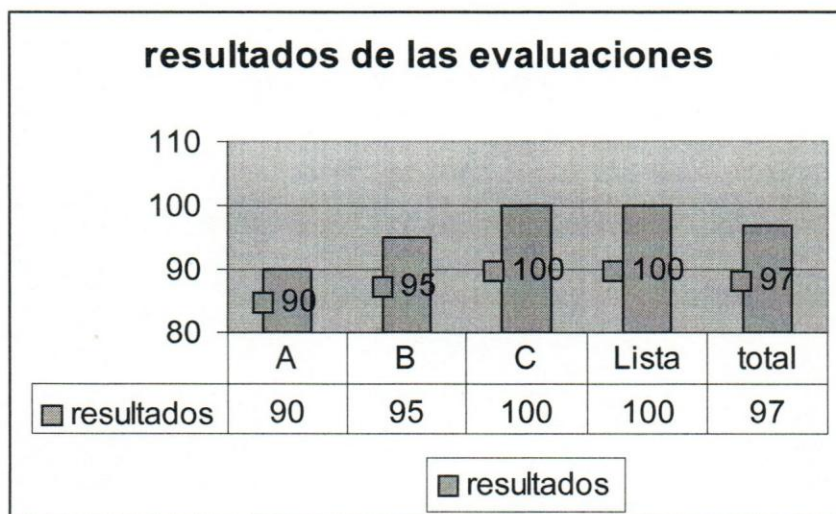 resultados de las evaluaciones
110
100
90
80
90
95
100
100
97
A B C Lista total
resultados 90 95 100 100 97
resultados